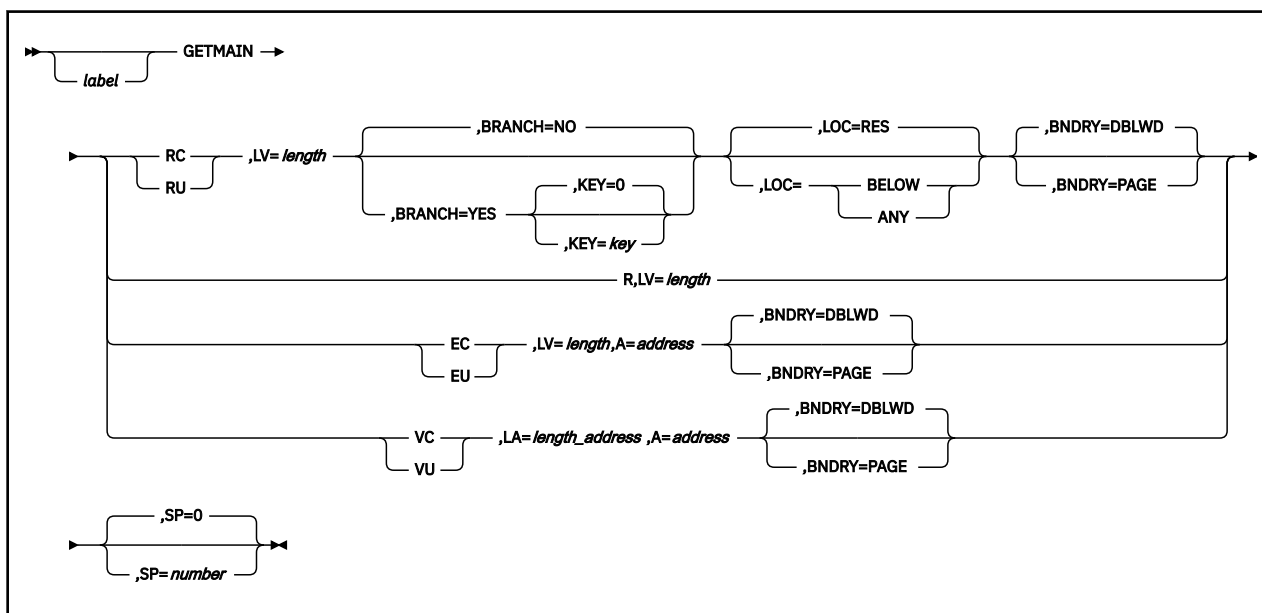 GETMAIN
label
,BRANCH=NO ,LOC=RES ,BNDRY=DBLWD
RC ,LV=length
RU
,BRANCH=YES ,KEY=0
,KEY=key
,LOC= BELOW
ANY
,BNDRY=PAGE
R,LV=length
,BNDRY=DBLWD
EC ,LV=length,A=address
EU ,BNDRY=PAGE
,BNDRY=DBLWD
VC ,LA=length_address ,A=address
VU ,BNDRY=PAGE
,SP=0
,SP=number